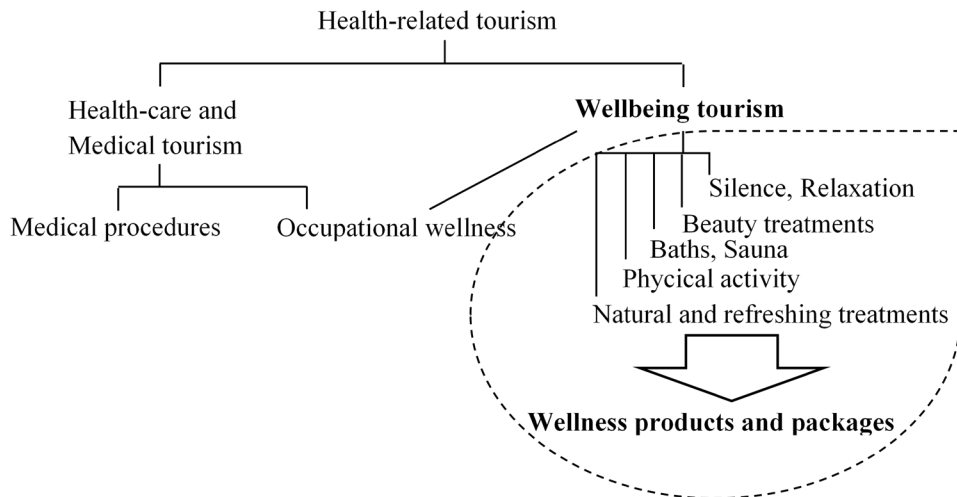 Health-related tourism
Health-care and
Medical tourism
Wellbeing tourism
Medical procedures
Occupational wellness
Silence, Relaxation
Beauty treatments
Baths, Sauna
Phycical activity
Natural and refreshing treatments
Wellness products and packages